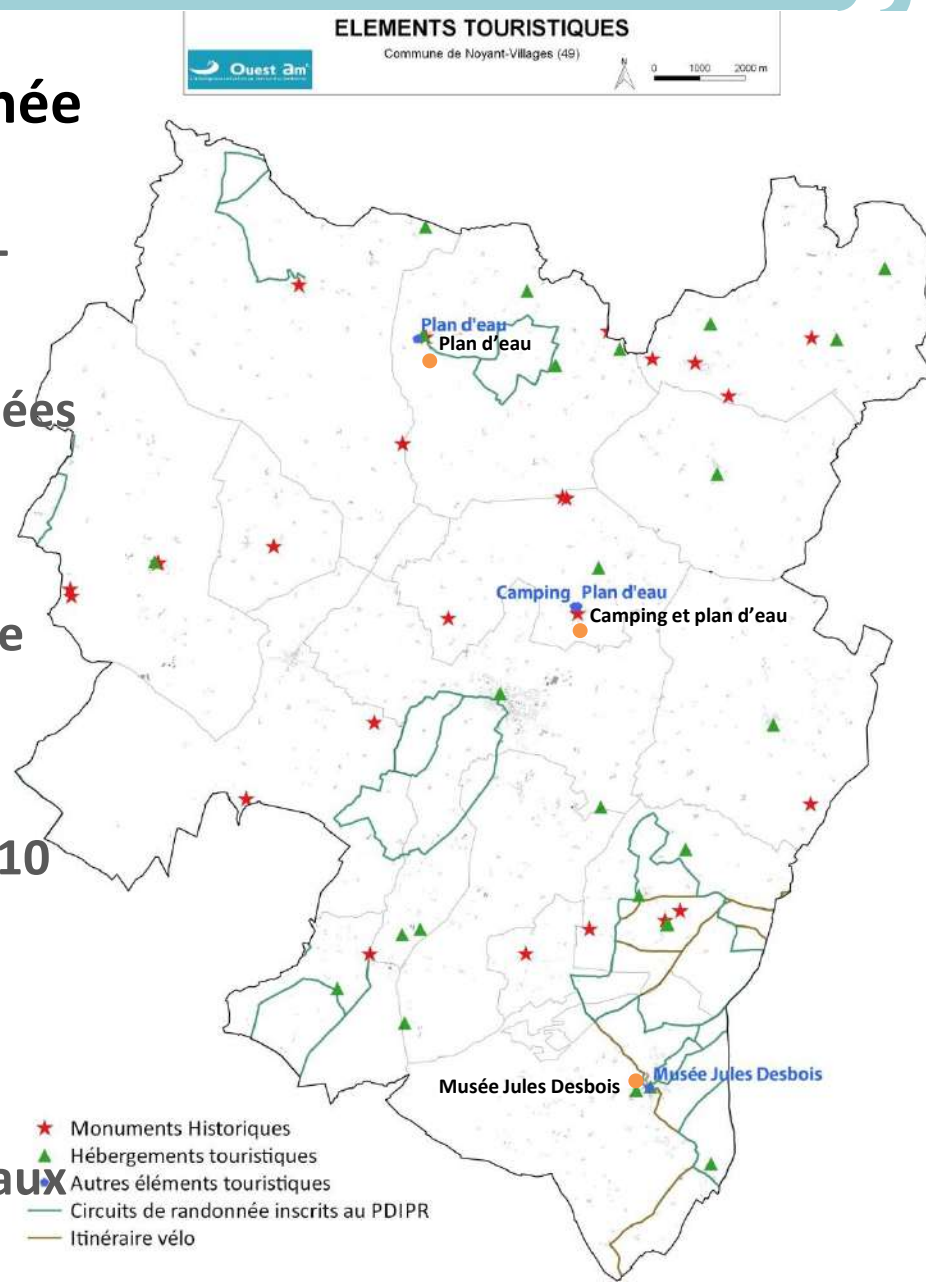 ELEMENTS TOURISTIQUES
Commune de Noyant-Villages (49)
Ouest am'
N
0 1000 2000 m
née
-
ées
e
10
aux
Plan d'eau
Plan d’eau
Camping Plan d'eau
Camping et plan d’eau
Musée Jules Desbois
Musée Jules Desbois
Monuments Historiques
Hébergements touristiques
Autres éléments touristiques
Circuits de randonnée inscrits au PDIPR
Itinéraire vélo